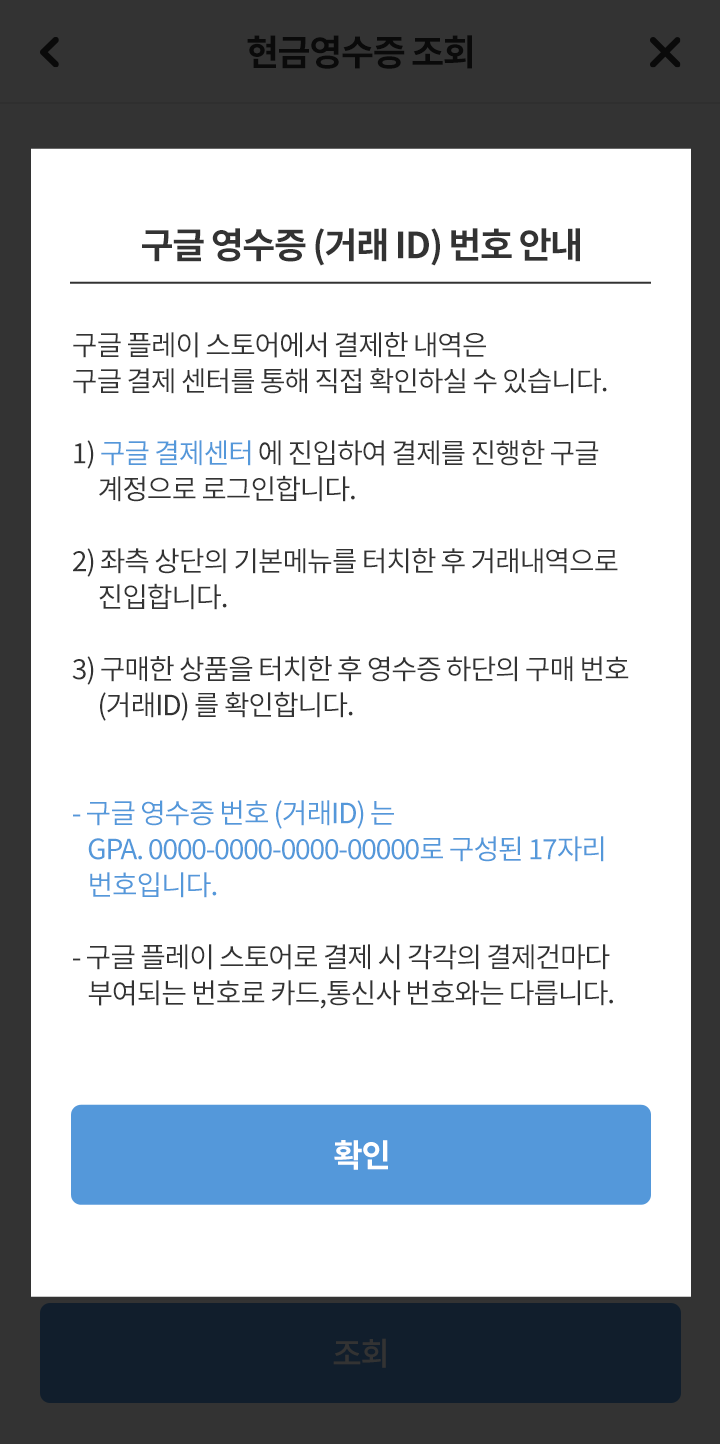 현금영수증 조회
구글 영수증 (거래 ID) 번호 안내
구글 플레이 스토어에서 결제한 내역은
구글 결제 센터를 통해 직접 확인하실 수 있습니다.
1) 구글 결제센터 에 진입하여 결제를 진행한 구글
계정으로 로그인합니다.
2) 좌측 상단의 기본메뉴를 터치한 후 거래내역으로
진입합니다.
3) 구매한 상품을 터치한 후 영수증 하단의 구매 번호
(거래ID) 를 확인합니다.
- 구글 영수증 번호 (거래ID) 는
GPA. 0000-0000-0000-00000로 구성된 17자리
번호입니다.
- 구글 플레이 스토어로 결제 시 각각의 결제건마다
부여되는 번호로 카드,통신사 번호와는 다릅니다.
확인
조회